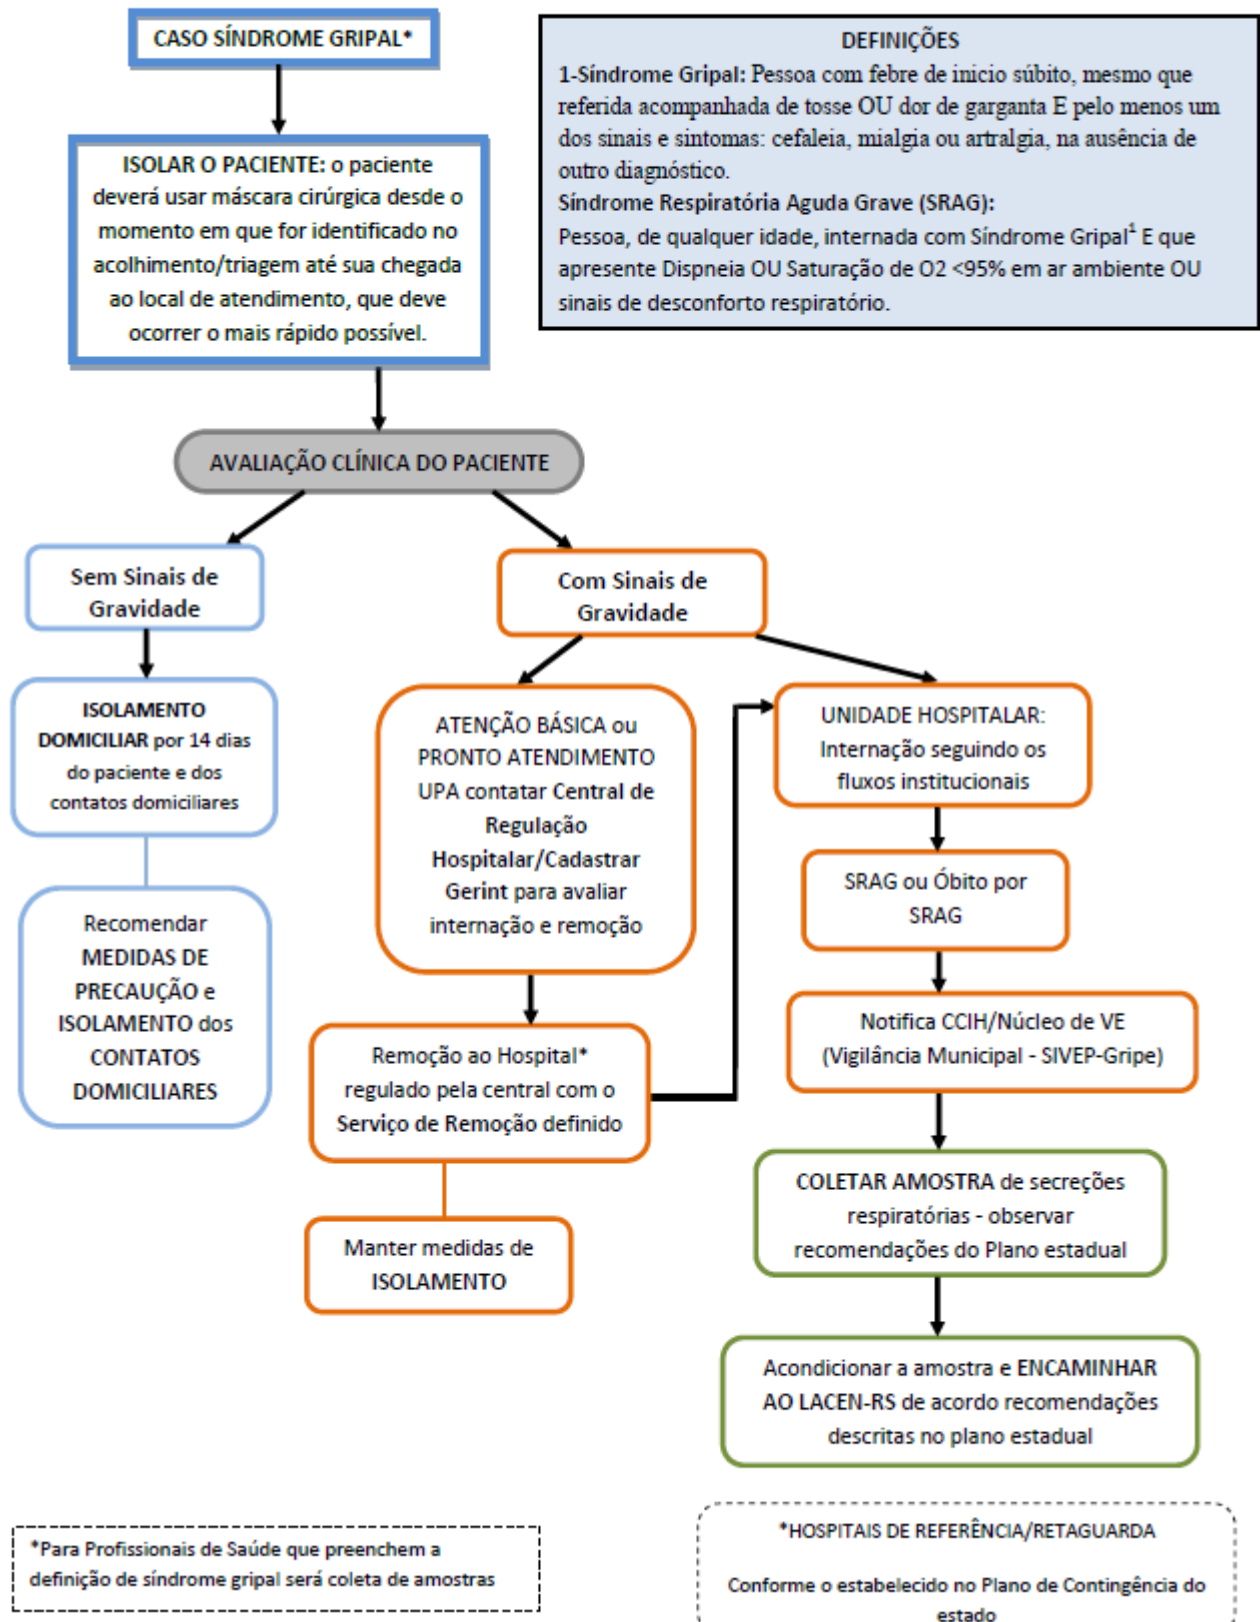 CASO SÍNDROME GRIPAL*
DEFINIÇÕES
1-Síndrome Gripal: Pessoa com febre de inicio súbito, mesmo que
referida acompanhada de tosse OU dor de garganta E pelo menos um
dos sinais e sintomas: cefaleia, mialgia ou artralgia, na ausência de
outro diagnóstico.
Síndrome Respiratória Aguda Grave (SRAG):
Pessoa, de qualquer idade, internada com Síndrome Gripal¹ E que
apresente Dispneia OU Saturação de O2 <95% em ar ambiente OU
sinais de desconforto respiratório.
ISOLAR O PACIENTE: o paciente
deverá usar máscara cirúrgica desde o
momento em que for identificado no
acolhimento/triagem até sua chegada
ao local de atendimento, que deve
ocorrer o mais rápido possível.
AVALIAÇÃO CLÍNICA DO PACIENTE
Sem Sinais de
Gravidade
Com Sinais de
Gravidade
ISOLAMENTO
DOMICILIAR por 14 dias
do paciente e dos
contatos domiciliares
Recomendar
MEDIDAS DE
PRECAUÇÃO e
ISOLAMENTO dos
CONTATOS
DOMICILIARES
ATENÇÃO BÁSICA ou
PRONTO ATENDIMENTO
UPA contatar Central de
Regulação
Hospitalar/Cadastrar
Gerint para avaliar
internação e remoção
Remoção ao Hospital*
regulado pela central com o
Serviço de Remoção definido
Manter medidas de
ISOLAMENTO
UNIDADE HOSPITALAR:
Internação seguindo os
fluxos institucionais
SRAG ou Óbito por
SRAG
Notifica CCIH/Núcleo de VE
(Vigilância Municipal - SIVEP-Gripe)
COLETAR AMOSTRA de secreções
respiratórias - observar
recomendações do Plano estadual
Acondicionar a amostra e ENCAMINHAR
AO LACEN-RS de acordo recomendações
descritas no plano estadual
*Para Profissionais de Saúde que preenchem a
definição de síndrome gripal será coleta de amostras
*HOSPITAIS DE REFERÊNCIA/RETAGUARDA
Conforme o estabelecido no Plano de Contingência do
estado